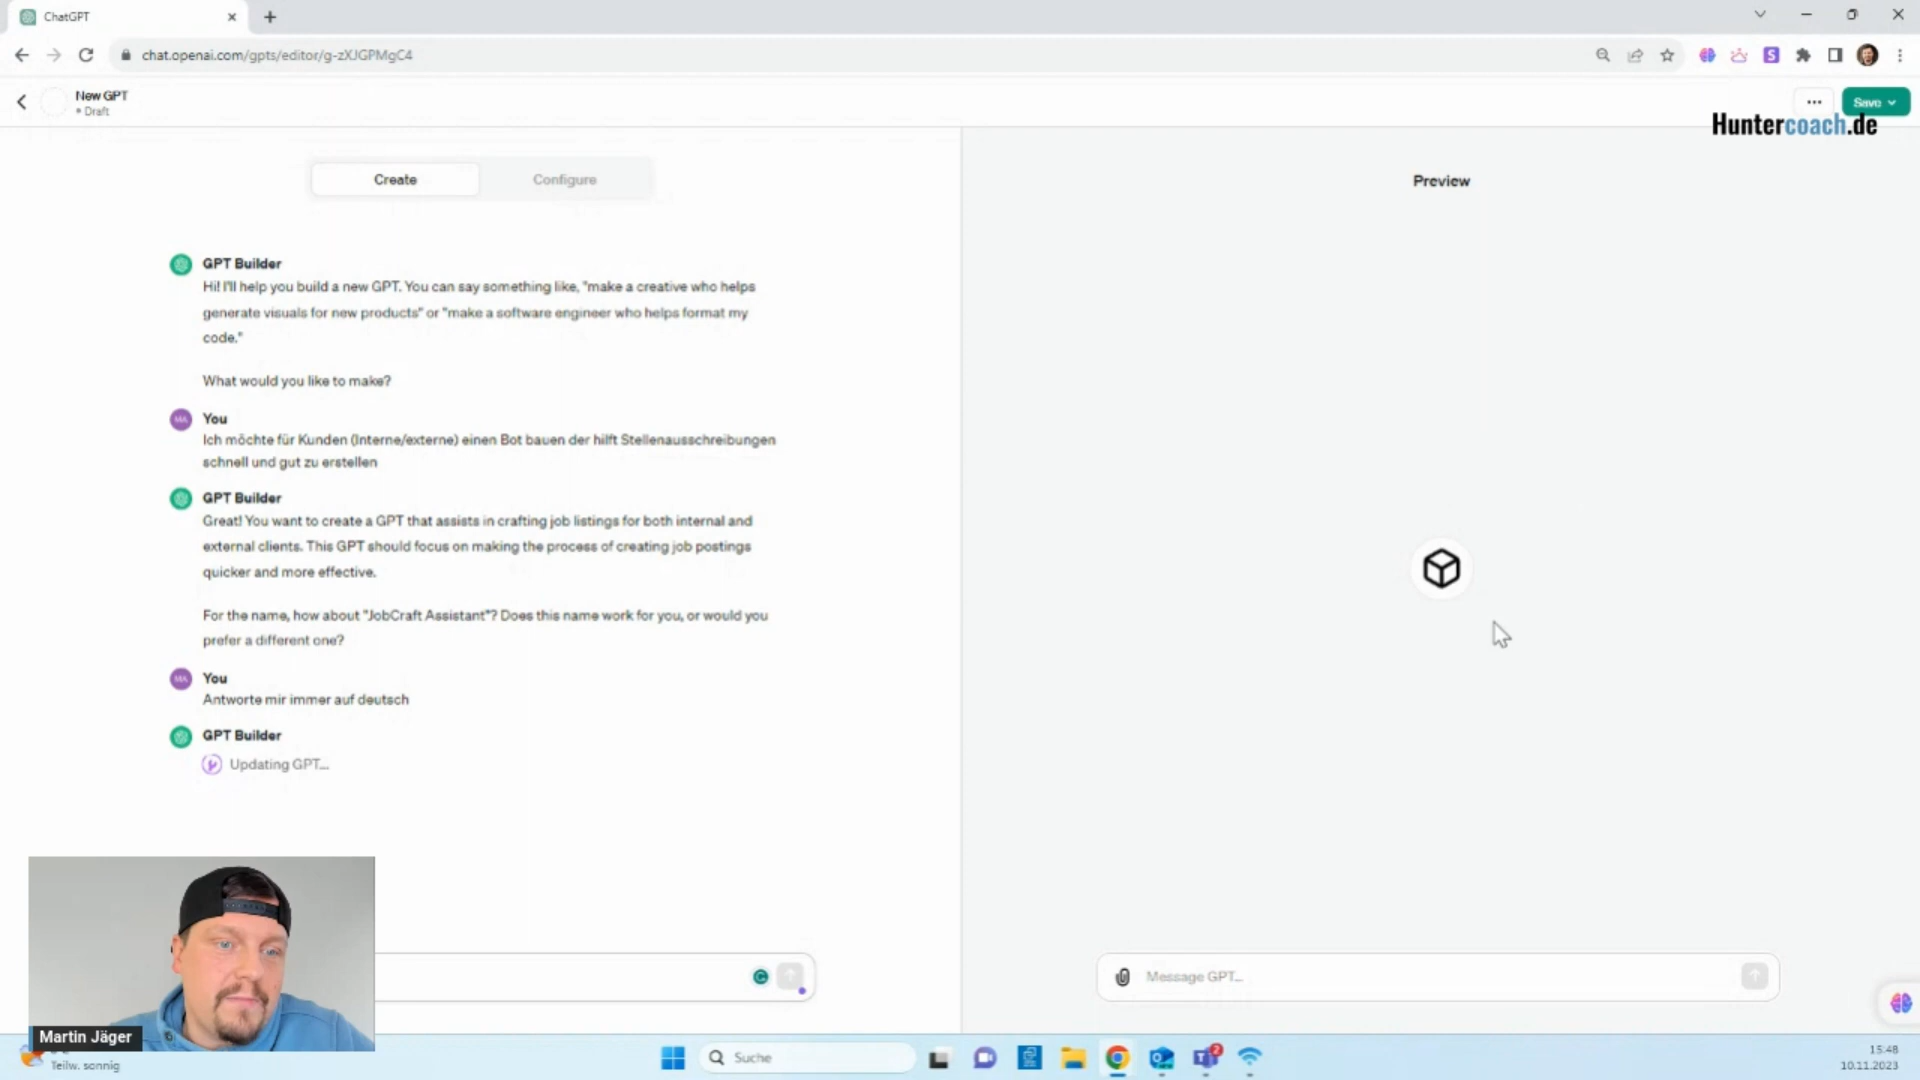 ChatGPT
chat.openai.com/gpts/editor/g-zXJGPMgC4
New GPT
Draft
Save
Huntercoach.de
Create
Configure
Preview
GPT Builder
Hi! I'll help you build a new GPT. You can say something like, "make a creative who helps
generate visuals for new products" or "make a software engineer who helps format my
code."
What would you like to make?
MA
You
Ich möchte für Kunden (Interne/externe) einen Bot bauen der hilft Stellenausschreibungen
schnell und gut zu erstellen
GPT Builder
Great! You want to create a GPT that assists in crafting job listings for both internal and
external clients. This GPT should focus on making the process of creating job postings
quicker and more effective.
For the name, how about "JobCraft Assistant"? Does this name work for you, or would you
prefer a different one?
MA
You
Antworte mir immer auf deutsch
GPT Builder
Updating GPT...
Message GPT...
Martin Jäger
Teilw. sonnig
Suche
2
15:48
10.11.2023